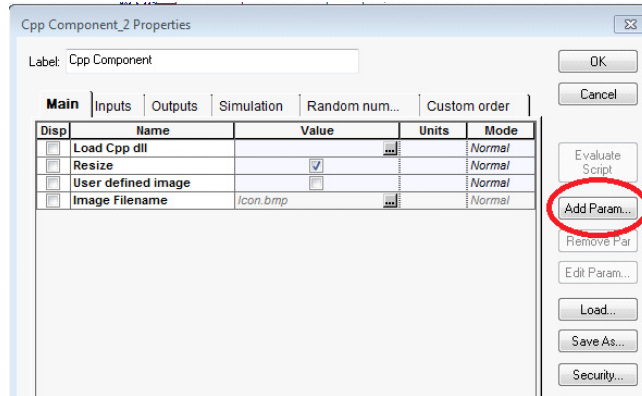 Cpp Component_2 Properties
Label: Cpp Component
OK
Cancel
Main Inputs Outputs Simulation Random num... Custom order
Disp Name Value Units Mode
Load Cpp dll ... Normal
Resize Normal
User defined image Normal
Image Filename Icon.bmp ... Normal
Evaluate
Script
Add Param...
Remove Par
Edit Param...
Load...
Save As...
Security...